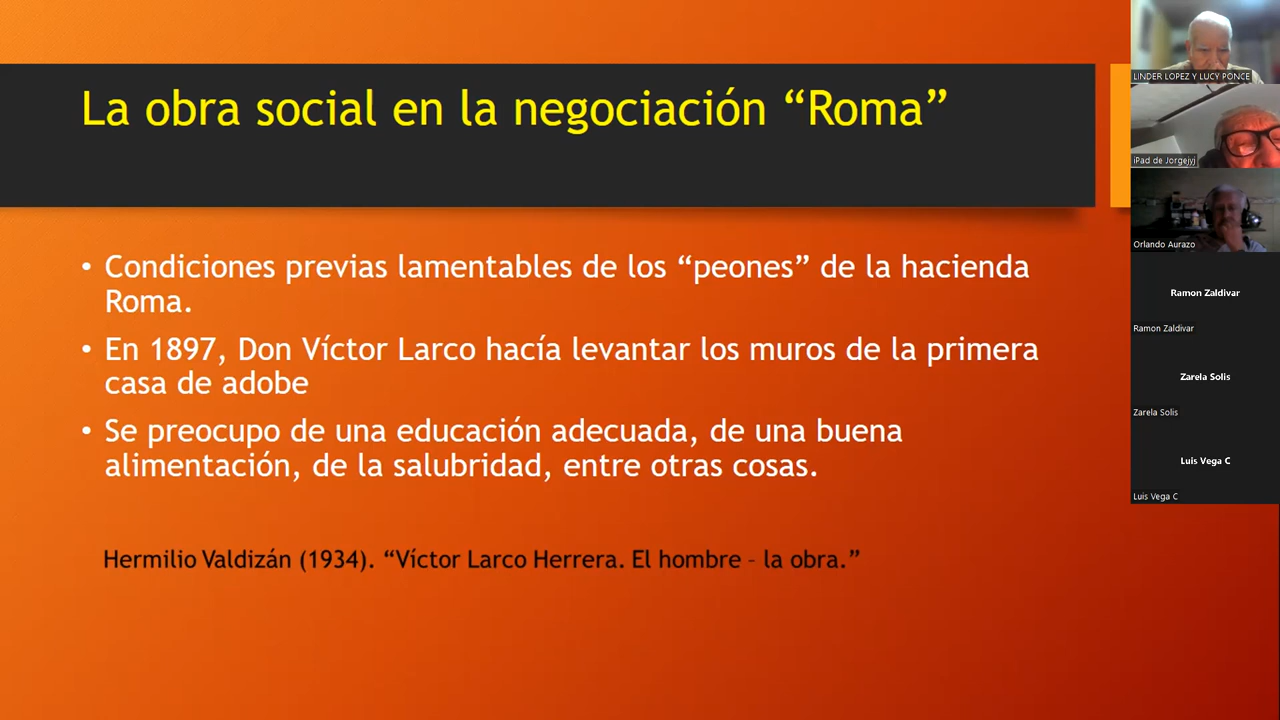 La obra social en la negociación “Roma”
• Condiciones previas lamentables de los “peones” de la hacienda
Roma.
• En 1897, Don Víctor Larco hacía levantar los muros de la primera
casa de adobe
• Se preocupo de una educación adecuada, de una buena
alimentación, de la salubridad, entre otras cosas.
Hermilio Valdizán (1934). “Víctor Larco Herrera. El hombre – la obra.”
LINDER LOPEZ Y LUCY PONCE
iPad de Jorgejyj
Orlando Aurazo
Ramon Zaldivar
Ramon Zaldivar
Zarela Solis
Zarela Solis
Luis Vega C
Luis Vega C